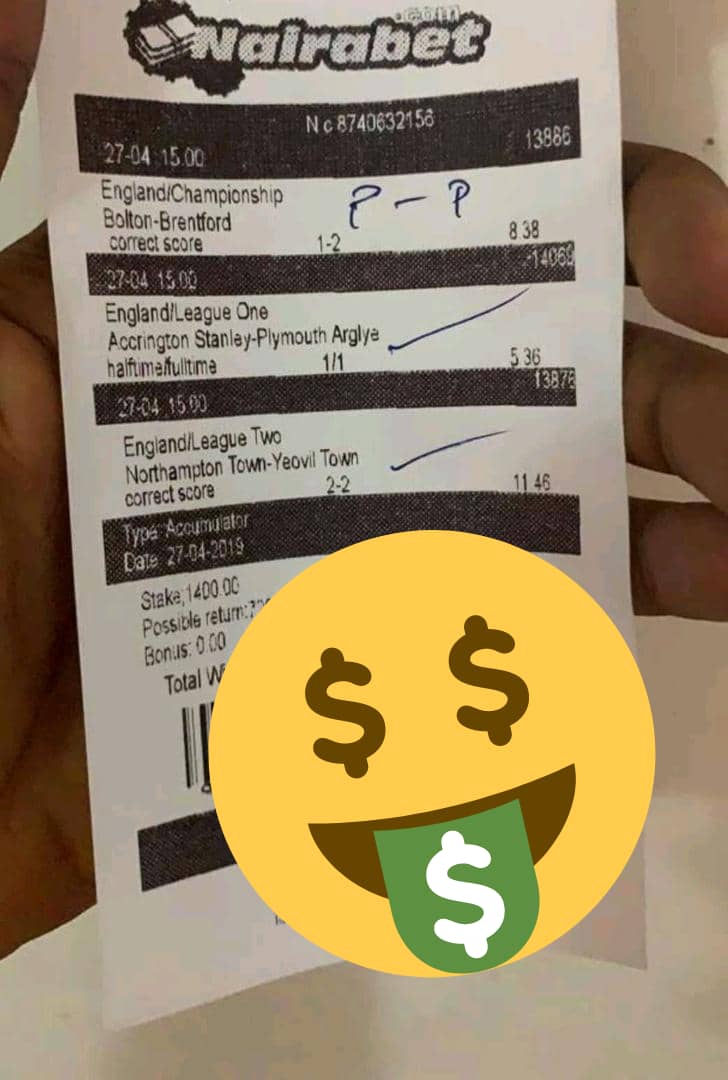 .com
Nairabet
N c 8740632156
27-04 15.00 13886
England/Championship
Bolton-Brentford P - P
correct score 1-2 8 38
27-04 15.00
England/League One
Accrington Stanley-Plymouth Arglye
halftime/fulltime 1/1 5 36
27-04 15.00
England/League Two
Northampton Town-Yeovil Town
correct score 2-2 11 46
Type: Accumulator
Date 27-04-2019
Stake;1400.00
Possible return:
Bonus: 0.00
Total
$ $
$